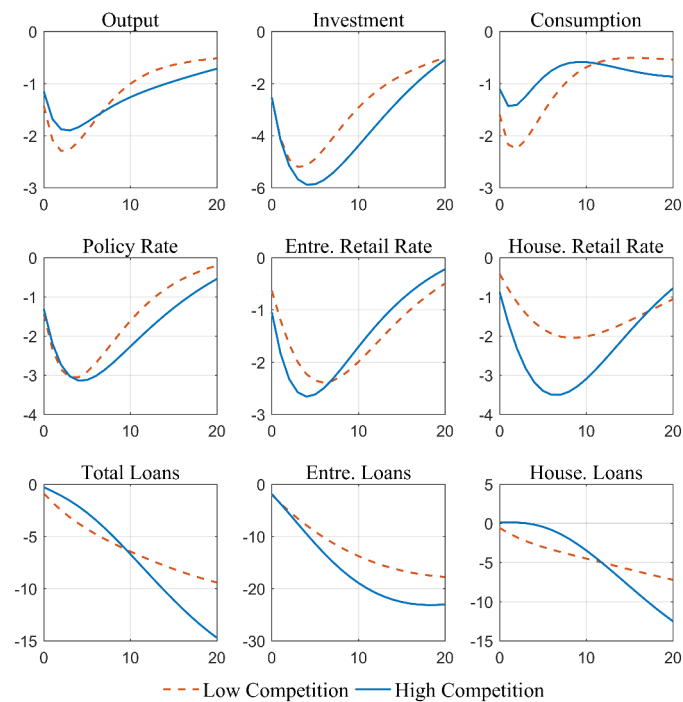 Output Investment Consumption
0 0 0
-1 -2 -1
-2 -4 -2
-3 -6 -3
0 10 20 0 10 20 0 10 20
Policy Rate Entre. Retail Rate House. Retail Rate
0 0 0
-1 -1 -1
-2 -2 -2
-3 -3 -3
-4 -4
0 10 20 0 10 20 0 10 20
Total Loans Entre. Loans House. Loans
0 0 5
-5 -10 0
-10 -20 -5
-15 -30 -10
-15
0 10 20 0 10 20 0 10 20
Low Competition High Competition